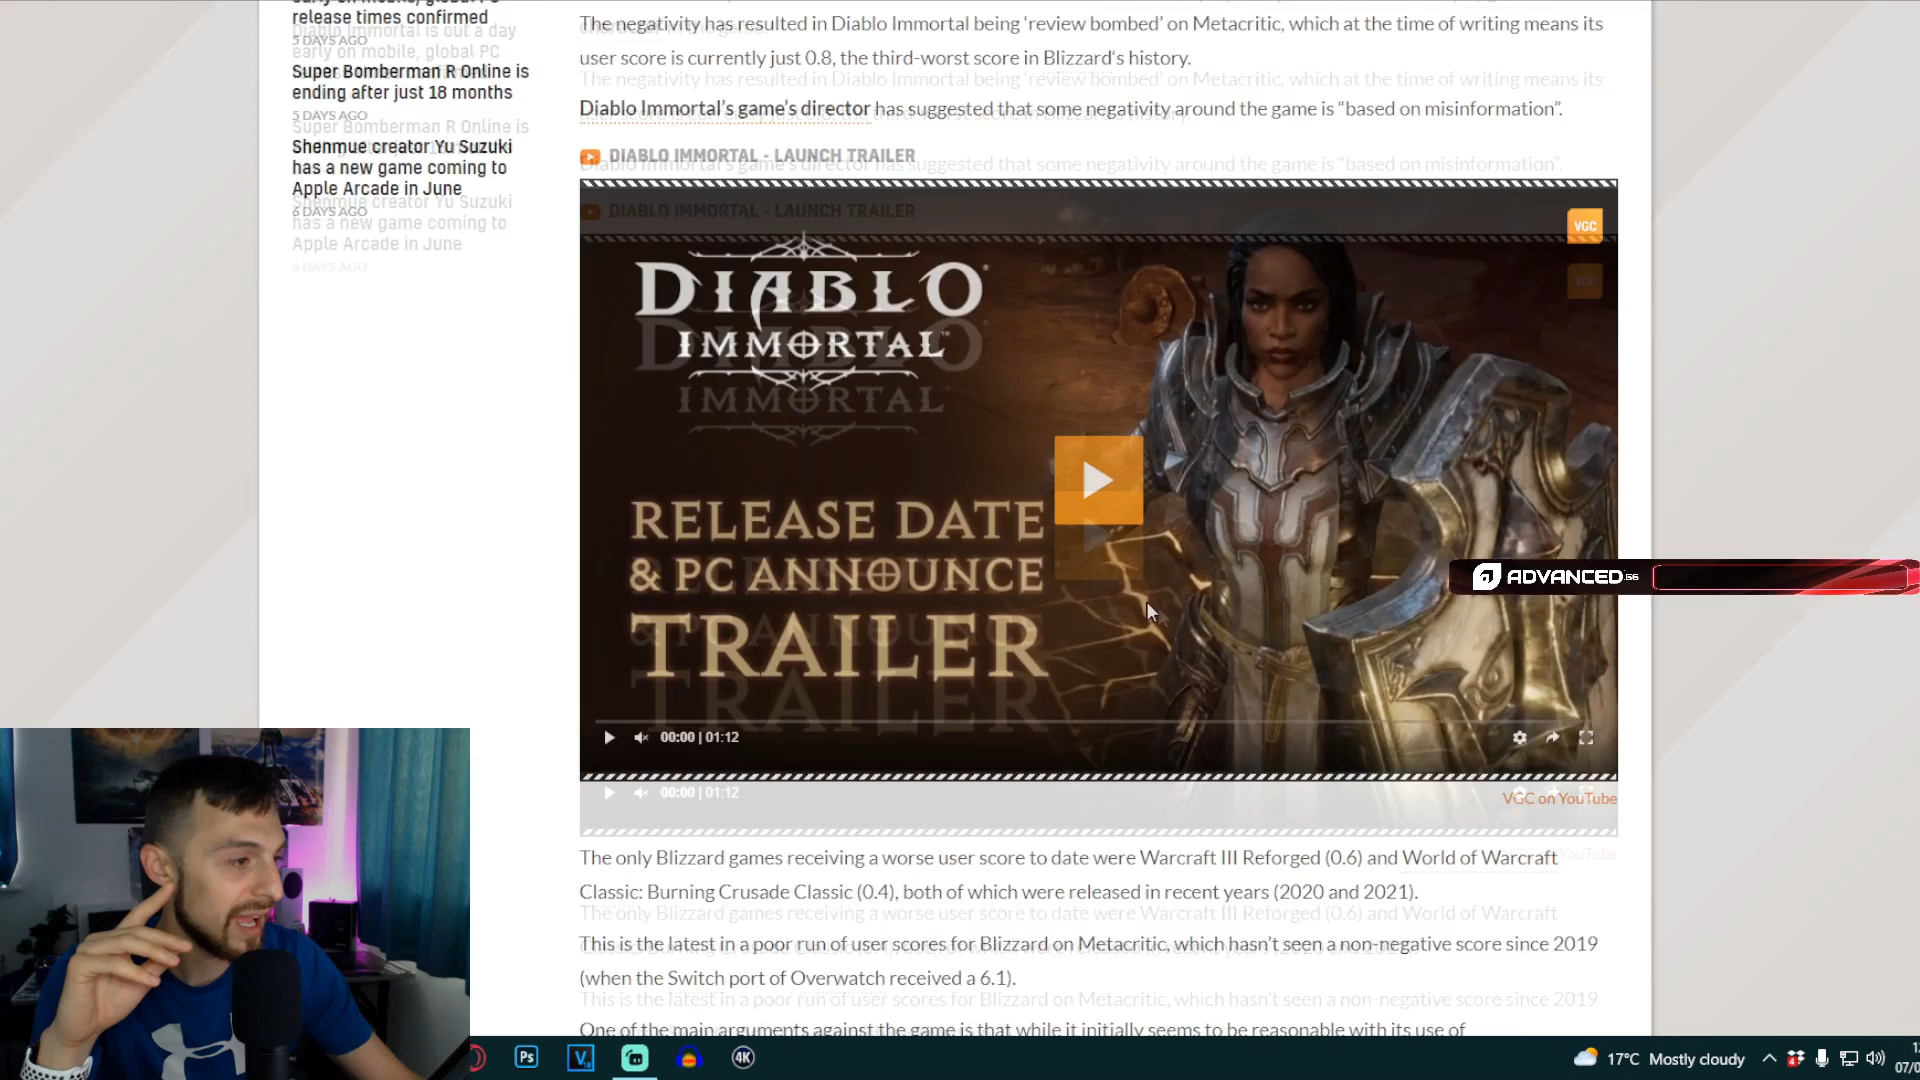 release times confirmed
5 DAYS AGO
Super Bomberman R Online is
ending after just 18 months
5 DAYS AGO
Shenmue creator Yu Suzuki
has a new game coming to
Apple Arcade in June
6 DAYS AGO
The negativity has resulted in Diablo Immortal being ‘review bombed’ on Metacritic, which at the time of writing means its
user score is currently just 0.8, the third-worst score in Blizzard’s history.
Diablo Immortal’s game’s director has suggested that some negativity around the game is “based on misinformation”.
DIABLO IMMORTAL - LAUNCH TRAILER
VGC
DIABLO
IMMORTAL
RELEASE DATE
& PC ANNOUNCE
TRAILER
00:00 | 01:12
VGC on YouTube
ADVANCED.GG
The only Blizzard games receiving a worse user score to date were Warcraft III Reforged (0.6) and World of Warcraft
Classic: Burning Crusade Classic (0.4), both of which were released in recent years (2020 and 2021).
This is the latest in a poor run of user scores for Blizzard on Metacritic, which hasn’t seen a non-negative score since 2019
(when the Switch port of Overwatch received a 6.1).
One of the main arguments against the game is that while it initially seems to be reasonable with its use of
Ps
V
4K
17°C Mostly cloudy